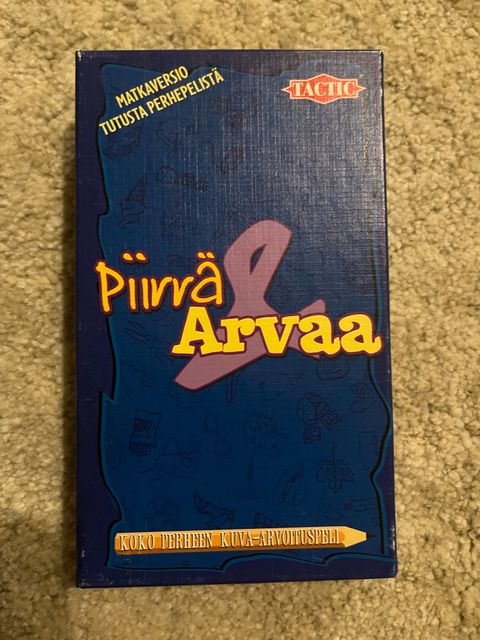 MATKAVERSIO
TUTUSTA PERHEPELISTÄ
TACTIC
Piirrä
&
Arvaa
KOKO PERHEEN KUVA-ARVOITUSPELI